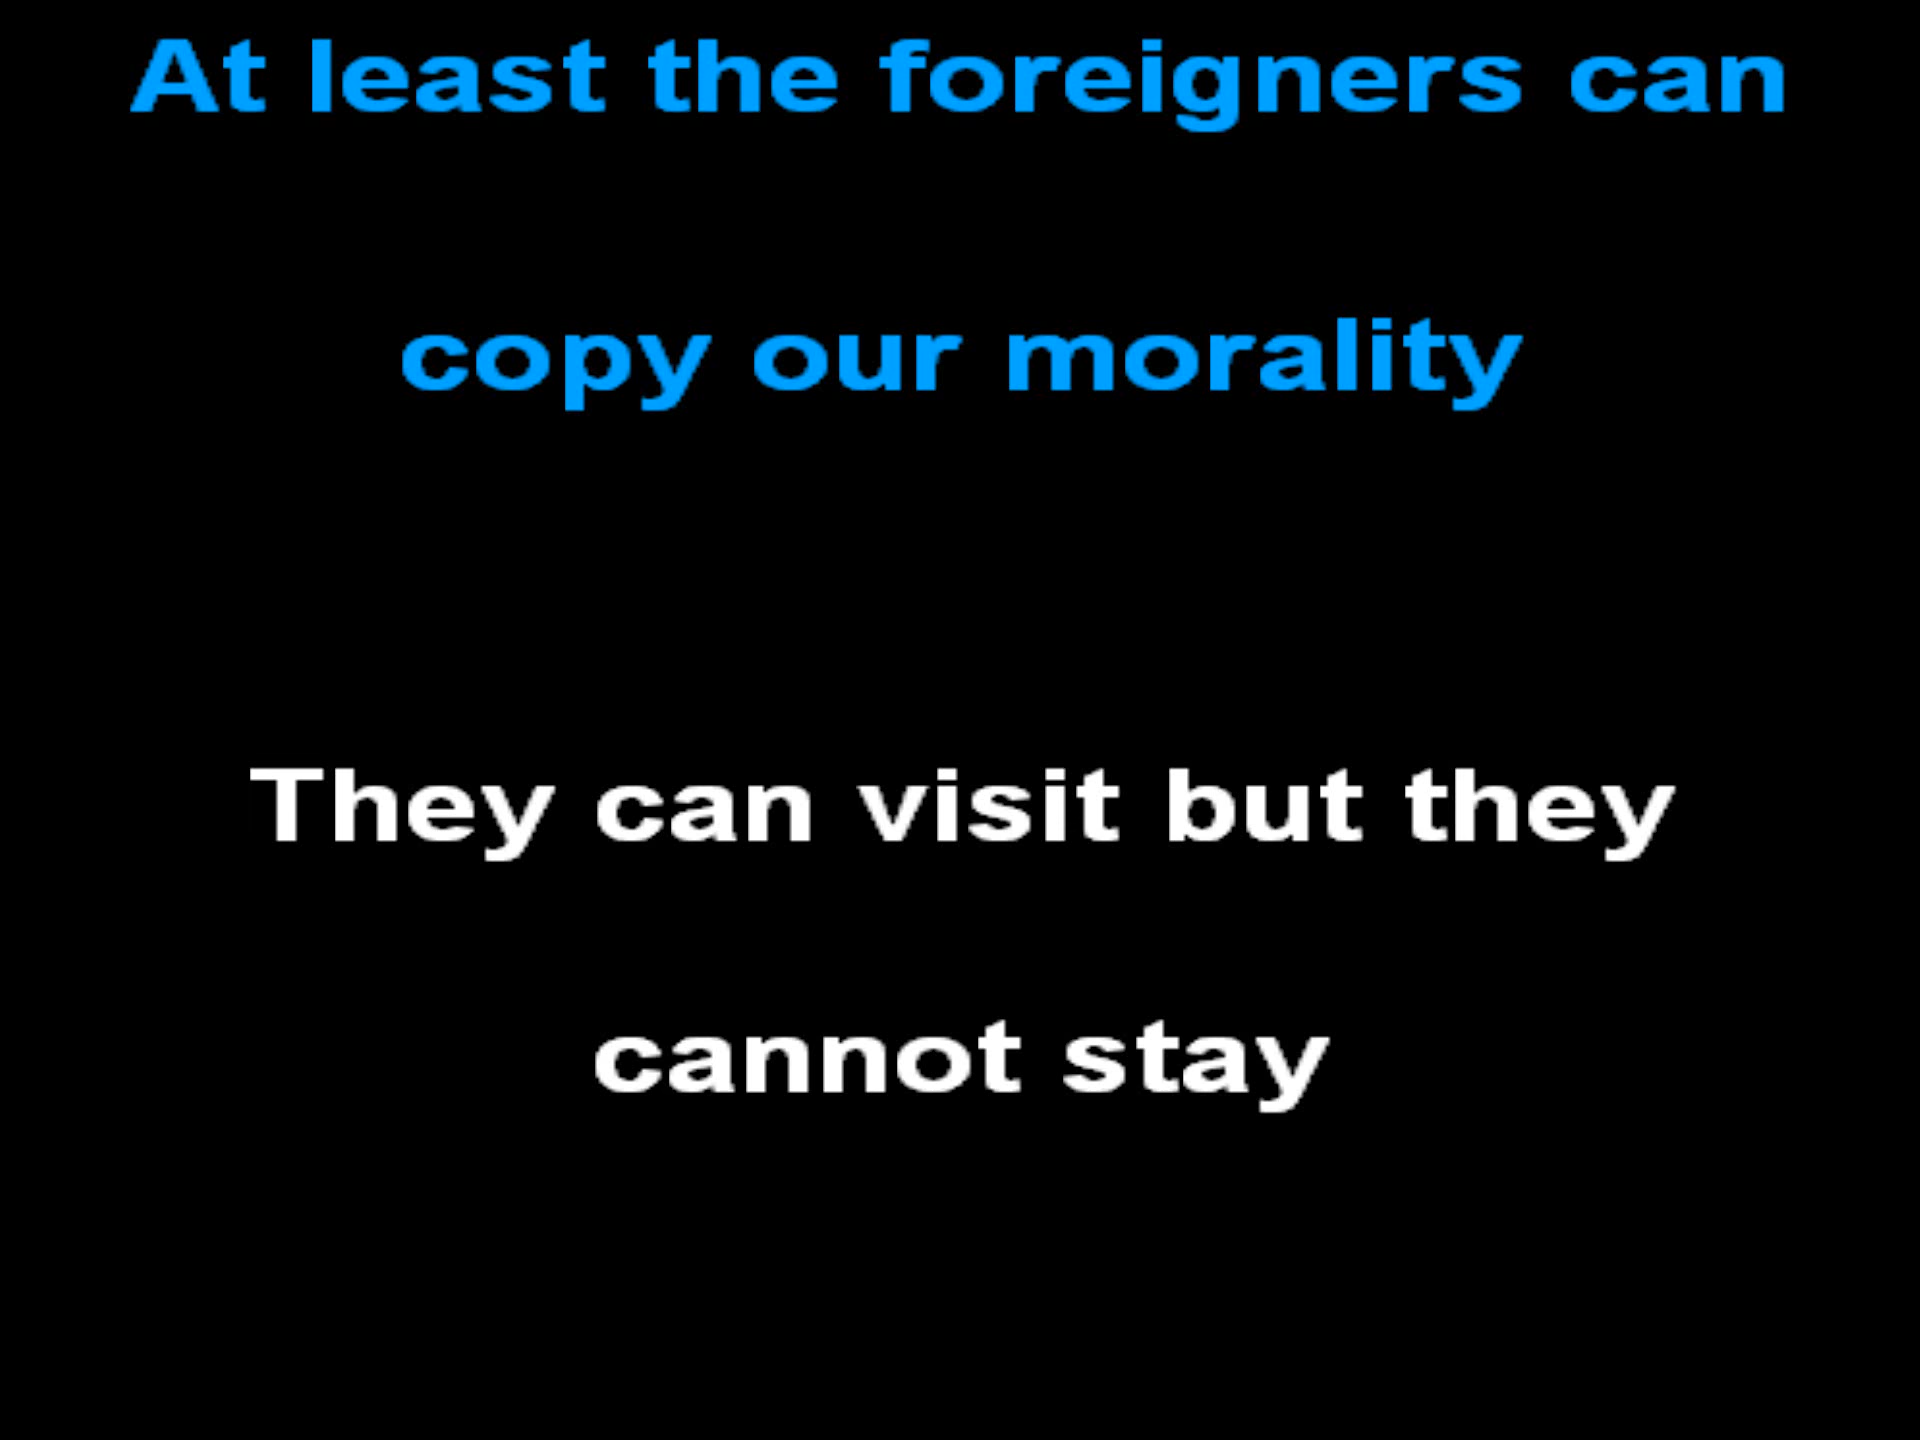 At least the foreigners can
copy our morality
They can visit but they
cannot stay